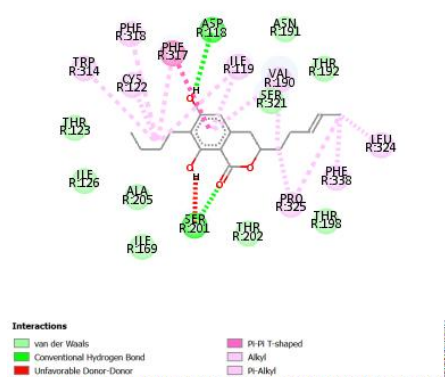 PHE
R:318
ASP
R:118
ASN
R:191
PHE
R:317
TRP
R:314
ILE
R:119
THR
R:192
CYS
R:122
VAL
R:190
SER
R:321
H
O
THR
R:123
LEU
R:324
ILE
R:126
PHE
R:338
ALA
R:205
O
H
O
O
PRO
R:325
SER
R:201
THR
R:202
THR
R:198
ILE
R:169
Interactions
van der Waals
Conventional Hydrogen Bond
Unfavorable Donor-Donor
Pi-Pi T-shaped
Alkyl
Pi-Alkyl